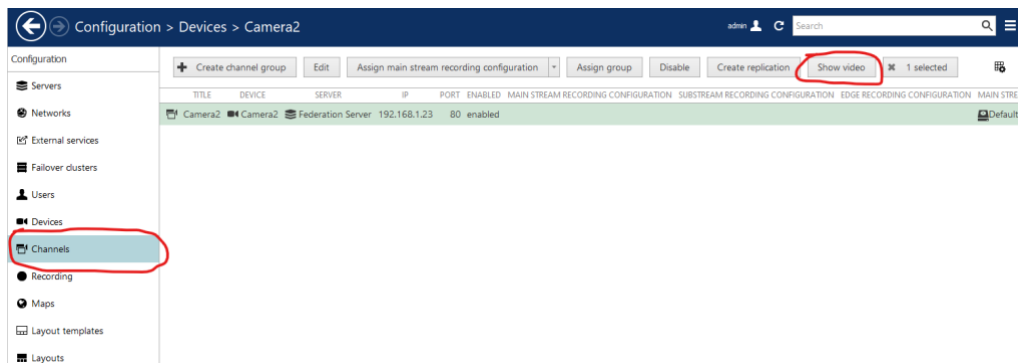 Configuration > Devices > Camera2
admin
Search
Configuration
Create channel group
Edit
Assign main stream recording configuration
Assign group
Disable
Create replication
Show video
1 selected
Servers
Networks
External services
Failover clusters
Users
Devices
Channels
Recording
Maps
Layout templates
Layouts
TITLE DEVICE SERVER IP PORT ENABLED MAIN STREAM RECORDING CONFIGURATION SUBSTREAM RECORDING CONFIGURATION EDGE RECORDING CONFIGURATION MAIN STRE
Camera2 Camera2 Federation Server 192.168.1.23 80 enabled Default